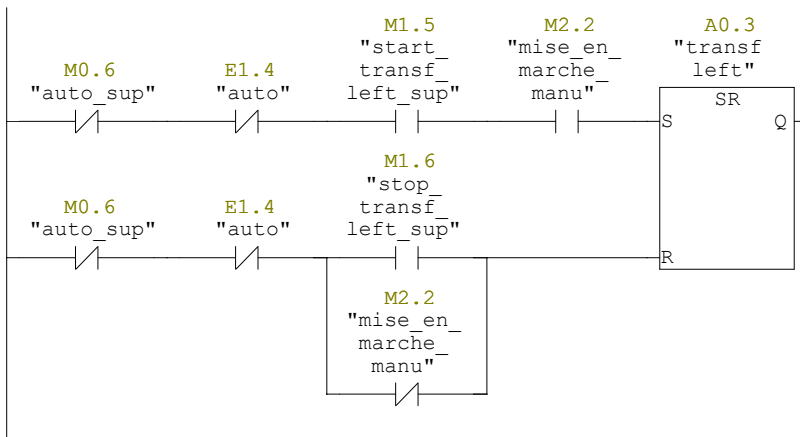 M1.5 M2.2 A0.3
"start_ "mise_en_ "transf
M0.6 E1.4 transf_ marche_ left"
"auto_sup" "auto" left_sup" manu" SR
S Q
M1.6
"stop_
M0.6 E1.4 transf_
"auto_sup" "auto" left_sup"
R
M2.2
"mise_en_
marche_
manu"